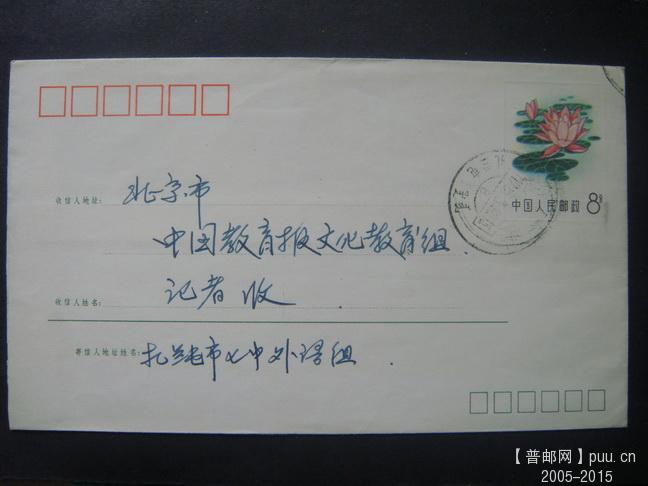 中国人民邮政 8分
收信人地址: 北京市
中国教育报文化教育组.
收信人姓名: 记者 收
寄信人地址姓名: 扎兰屯市七中外语组.
【普邮网】puu.cn
2005-2015